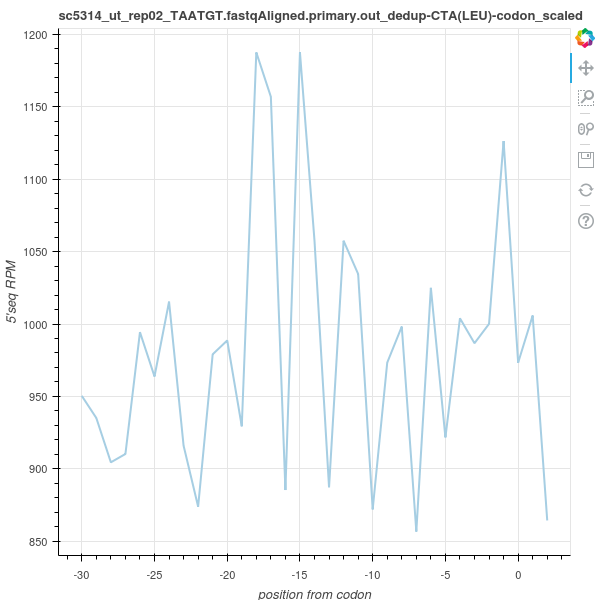 sc5314_ut_rep02_TAATGT.fastqAligned.primary.out_dedup-CTA(LEU)-codon_scaled
1200
1150
1100
1050
1000
950
900
850
5'seq RPM
-30 -25 -20 -15 -10 -5 0
position from codon